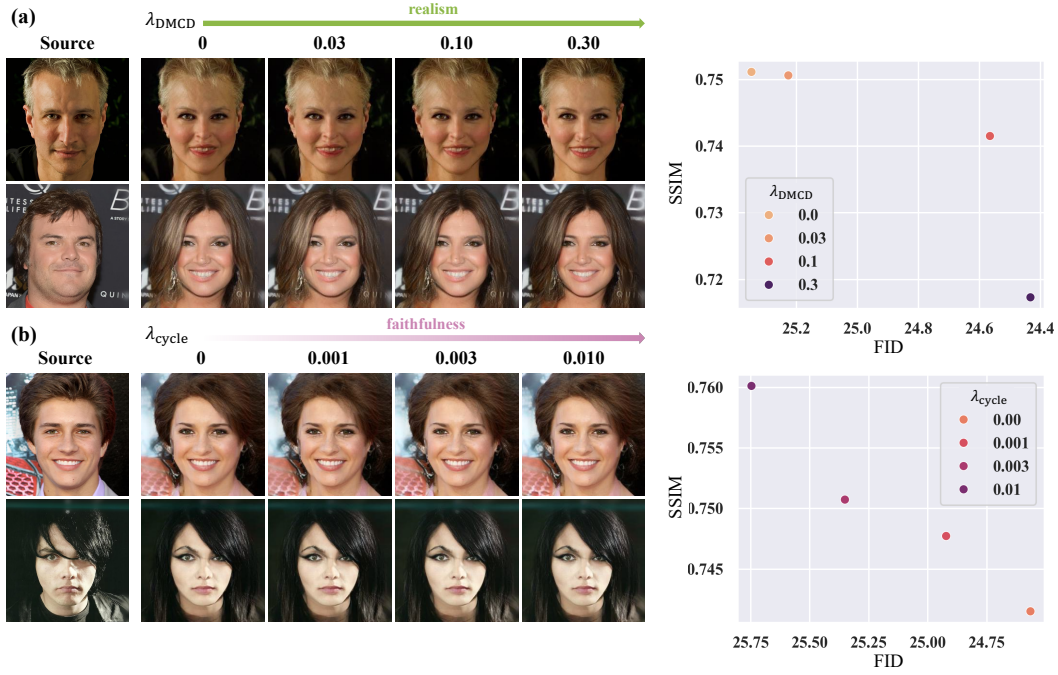 (a)
λDMCD
realism
Source
0
0.03
0.10
0.30
B
LIFE
QUIN
SSIM
0.75
0.74
0.73
0.72
λDMCD
0.0
0.03
0.1
0.3
25.2
25.0
24.8
24.6
24.4
FID
(b)
λcycle
faithfulness
Source
0
0.001
0.003
0.010
SSIM
0.760
0.755
0.750
0.745
λcycle
0.00
0.001
0.003
0.01
25.75
25.50
25.25
25.00
24.75
FID